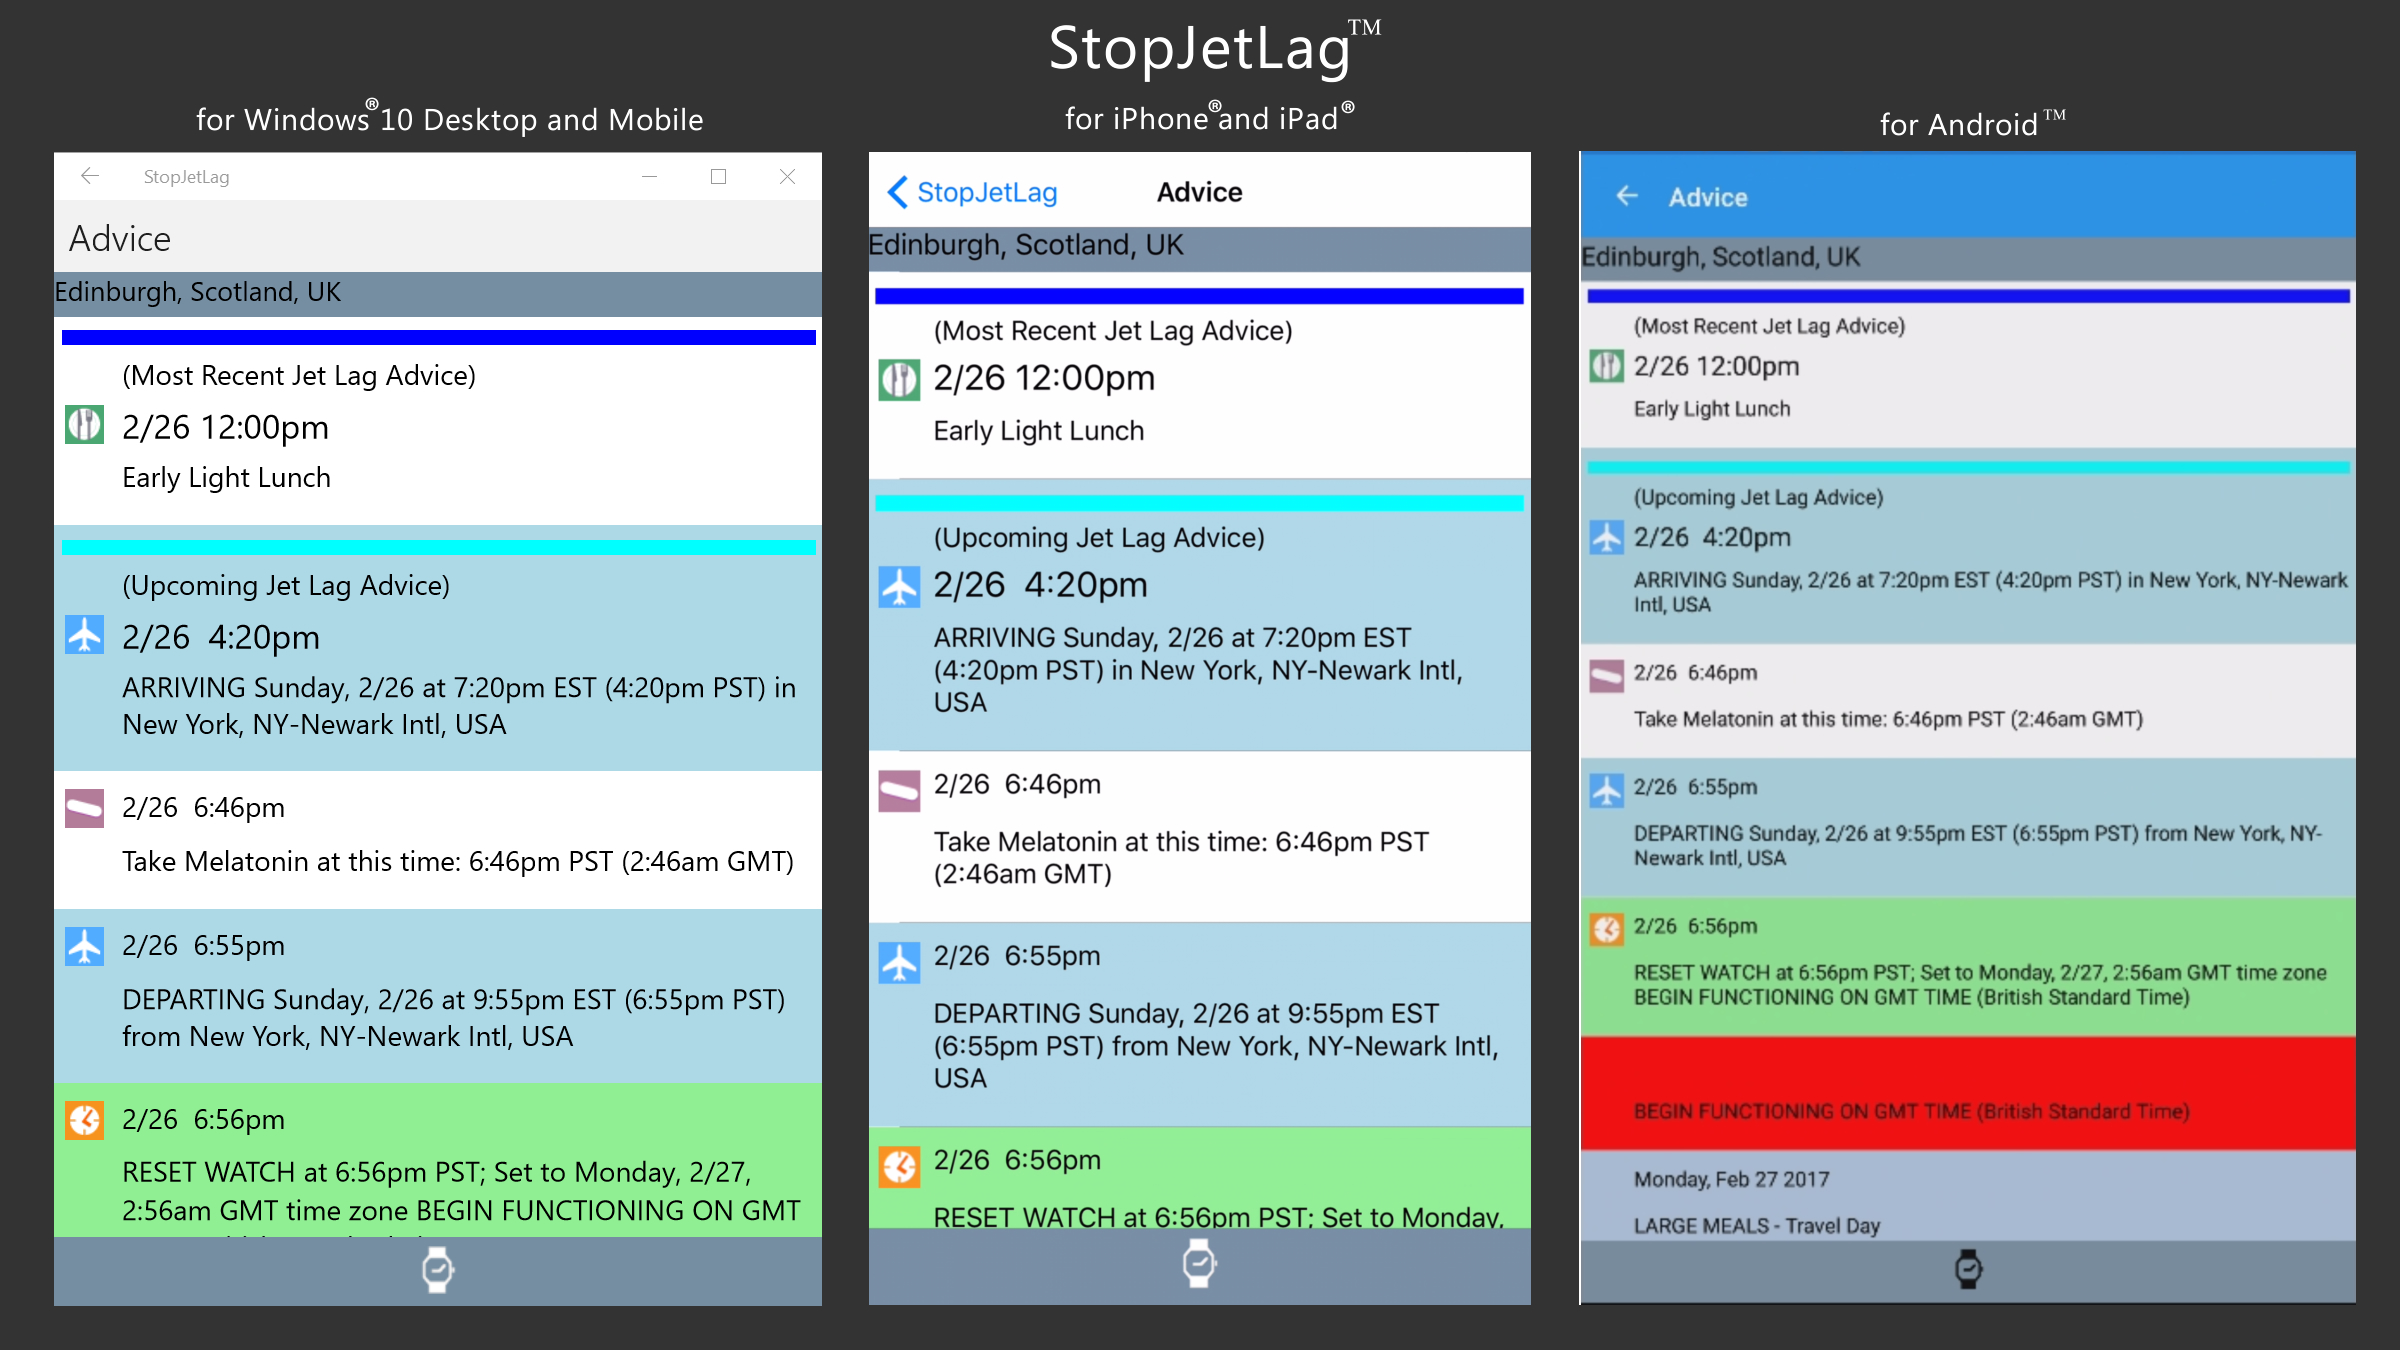 StopJetLag™
for Windows®10 Desktop and Mobile
StopJetLag
Advice
Edinburgh, Scotland, UK
(Most Recent Jet Lag Advice)
2/26 12:00pm
Early Light Lunch
(Upcoming Jet Lag Advice)
2/26 4:20pm
ARRIVING Sunday, 2/26 at 7:20pm EST (4:20pm PST) in
New York, NY-Newark Intl, USA
2/26 6:46pm
Take Melatonin at this time: 6:46pm PST (2:46am GMT)
2/26 6:55pm
DEPARTING Sunday, 2/26 at 9:55pm EST (6:55pm PST)
from New York, NY-Newark Intl, USA
2/26 6:56pm
RESET WATCH at 6:56pm PST; Set to Monday, 2/27,
2:56am GMT time zone BEGIN FUNCTIONING ON GMT
for iPhone® and iPad®
StopJetLag
Advice
Edinburgh, Scotland, UK
(Most Recent Jet Lag Advice)
2/26 12:00pm
Early Light Lunch
(Upcoming Jet Lag Advice)
2/26 4:20pm
ARRIVING Sunday, 2/26 at 7:20pm EST
(4:20pm PST) in New York, NY-Newark Intl,
USA
2/26 6:46pm
Take Melatonin at this time: 6:46pm PST
(2:46am GMT)
2/26 6:55pm
DEPARTING Sunday, 2/26 at 9:55pm EST
(6:55pm PST) from New York, NY-Newark Intl,
USA
2/26 6:56pm
RESET WATCH at 6:56pm PST; Set to Monday,
for Android™
Advice
Edinburgh, Scotland, UK
(Most Recent Jet Lag Advice)
2/26 12:00pm
Early Light Lunch
(Upcoming Jet Lag Advice)
2/26 4:20pm
ARRIVING Sunday, 2/26 at 7:20pm EST (4:20pm PST) in New York, NY-Newark
Intl, USA
2/26 6:46pm
Take Melatonin at this time: 6:46pm PST (2:46am GMT)
2/26 6:55pm
DEPARTING Sunday, 2/26 at 9:55pm EST (6:55pm PST) from New York, NY-
Newark Intl, USA
2/26 6:56pm
RESET WATCH at 6:56pm PST; Set to Monday, 2/27, 2:56am GMT time zone
BEGIN FUNCTIONING ON GMT TIME (British Standard Time)
BEGIN FUNCTIONING ON GMT TIME (British Standard Time)
Monday, Feb 27 2017
LARGE MEALS - Travel Day